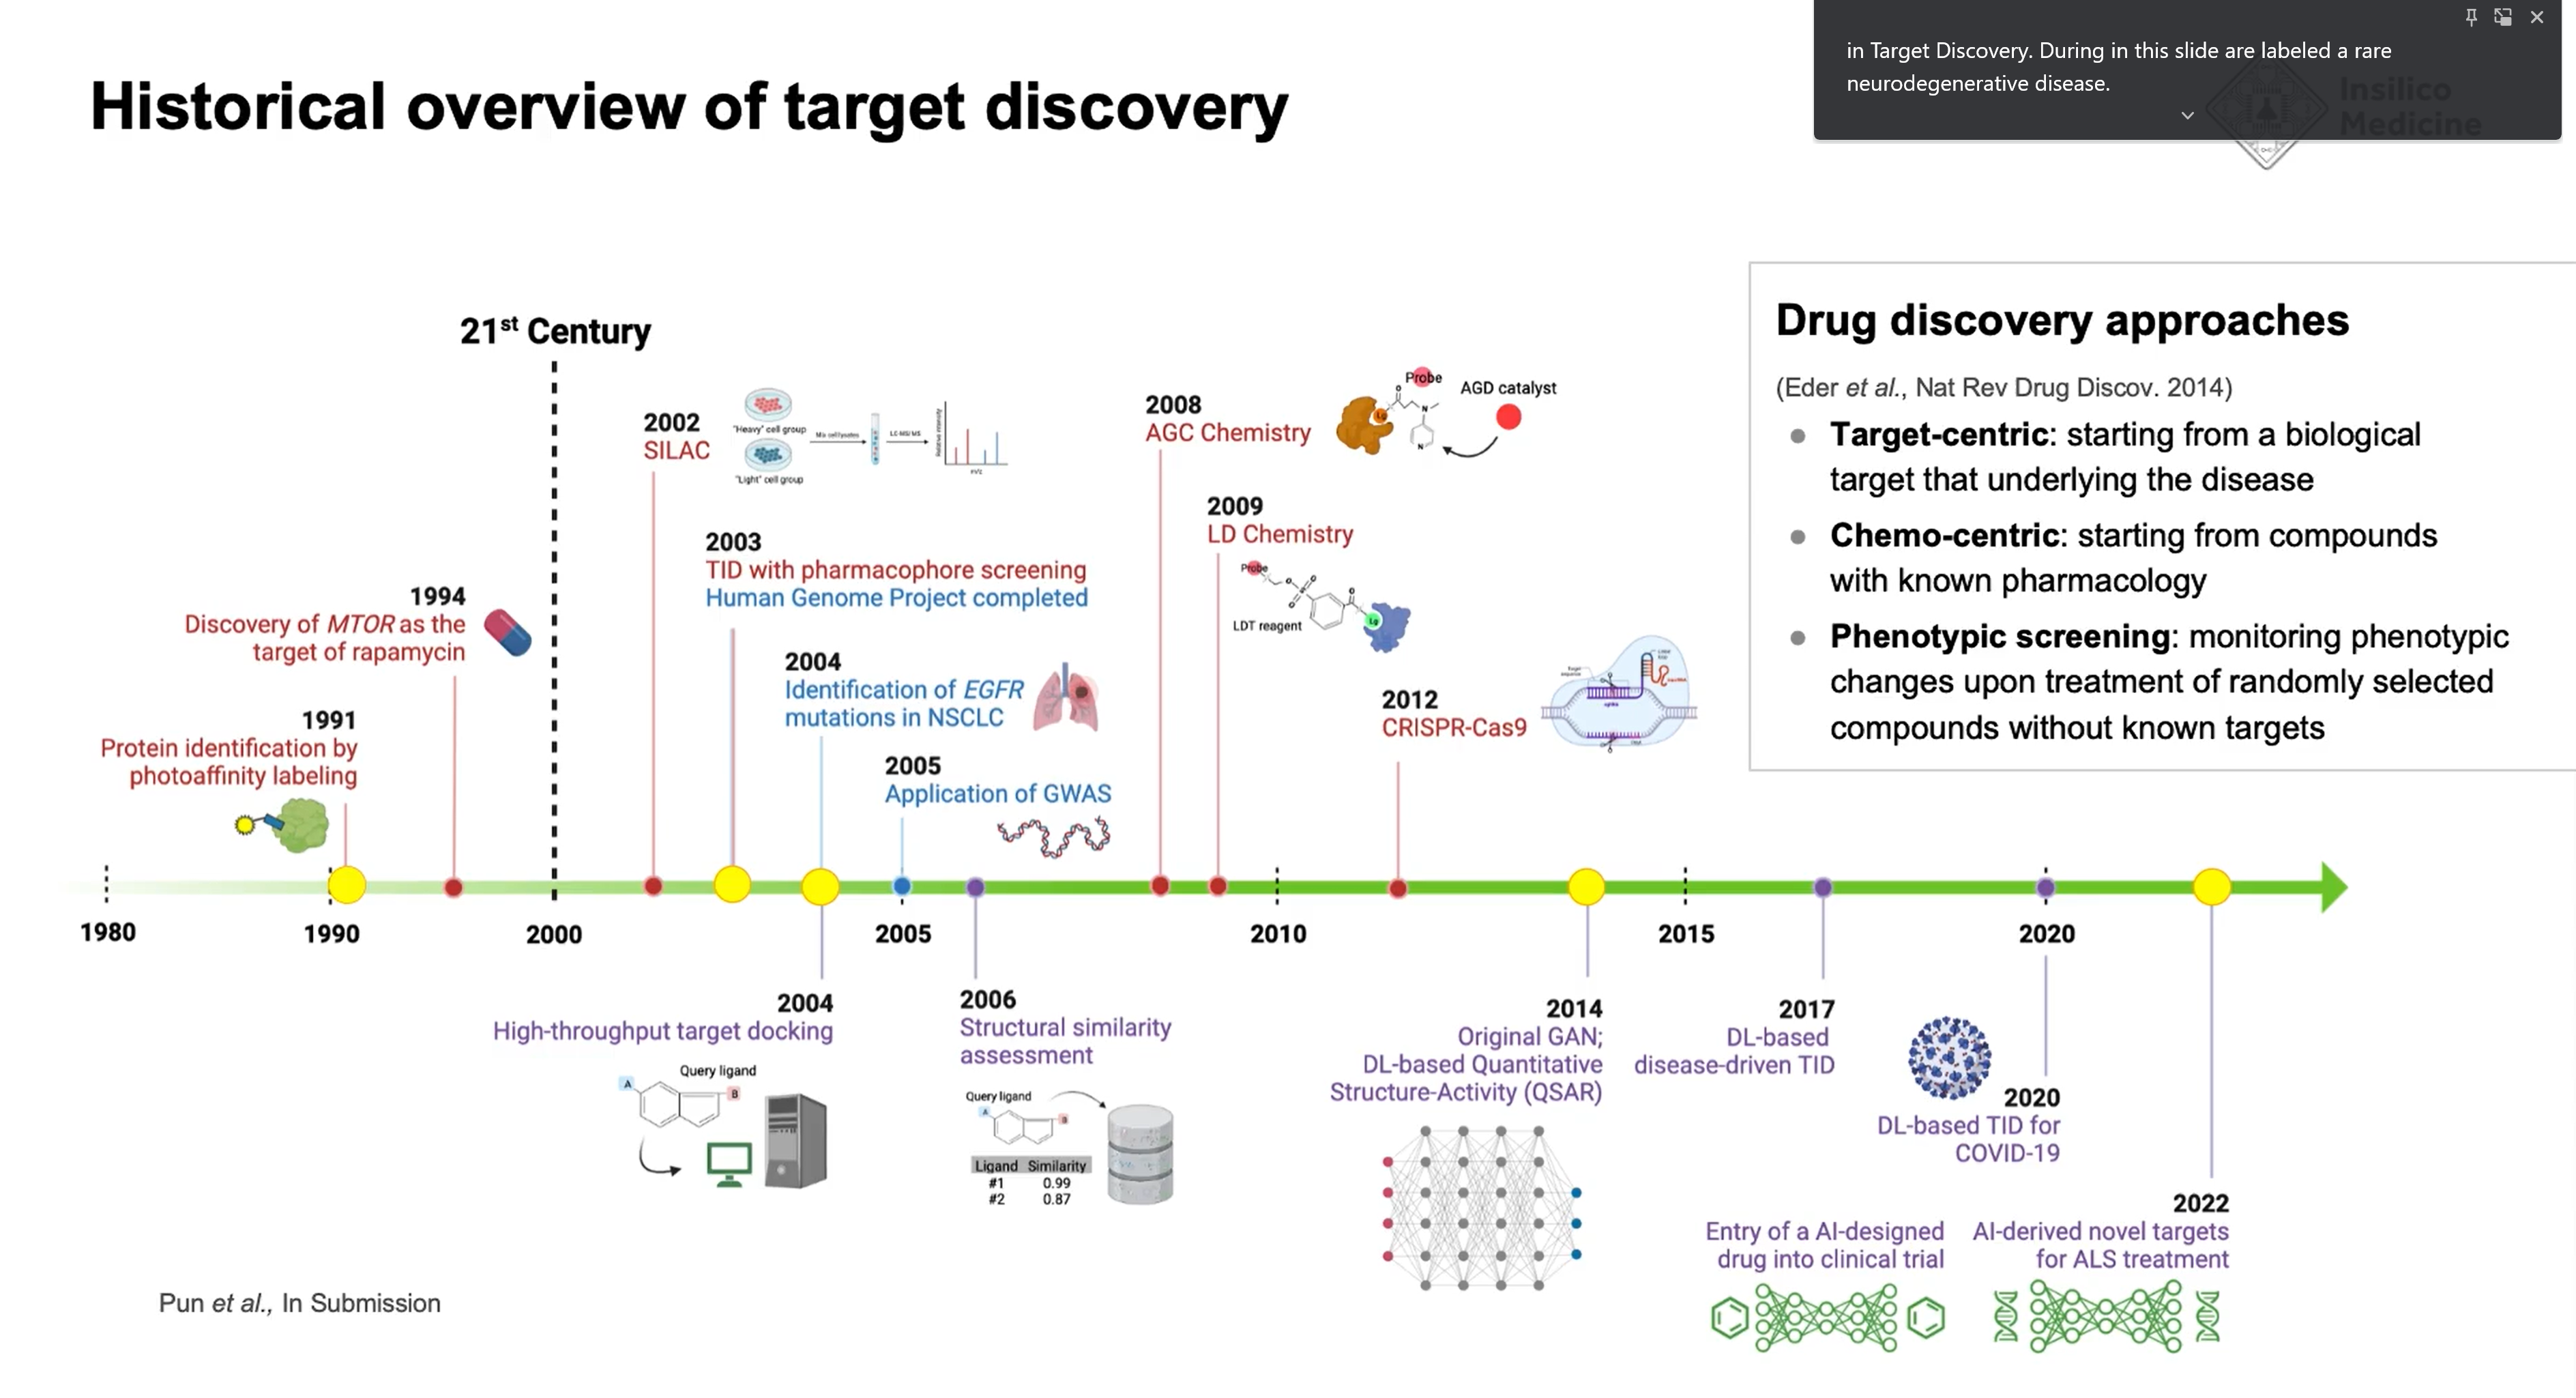 in Target Discovery. During in this slide are labeled a rare
neurodegenerative disease.
Insilico
Medicine
Historical overview of target discovery
21st Century
Drug discovery approaches
(Eder et al., Nat Rev Drug Discov. 2014)
Target-centric: starting from a biological
target that underlying the disease
Chemo-centric: starting from compounds
with known pharmacology
Phenotypic screening: monitoring phenotypic
changes upon treatment of randomly selected
compounds without known targets
1991
Protein identification by
photoaffinity labeling
1994
Discovery of MTOR as the
target of rapamycin
2002
SILAC
"Heavy" cell group
"Light" cell group
Mix cell lysates
LC-MS/MS
Relative intensity
m/z
2003
TID with pharmacophore screening
Human Genome Project completed
2004
Identification of EGFR
mutations in NSCLC
2005
Application of GWAS
2008
AGC Chemistry
Probe
AGD catalyst
Lg
N
N
O
2009
LD Chemistry
Probe
LDT reagent
O
S
O
O
O
Lg
2012
CRISPR-Cas9
1980
1990
2000
2005
2010
2015
2020
2004
High-throughput target docking
Query ligand
A
B
2006
Structural similarity
assessment
Query ligand
A
B
Ligand Similarity
#1 0.99
#2 0.87
2014
Original GAN;
DL-based Quantitative
Structure-Activity (QSAR)
2017
DL-based
disease-driven TID
2020
DL-based TID for
COVID-19
2022
Entry of a AI-designed
drug into clinical trial
AI-derived novel targets
for ALS treatment
Pun et al., In Submission